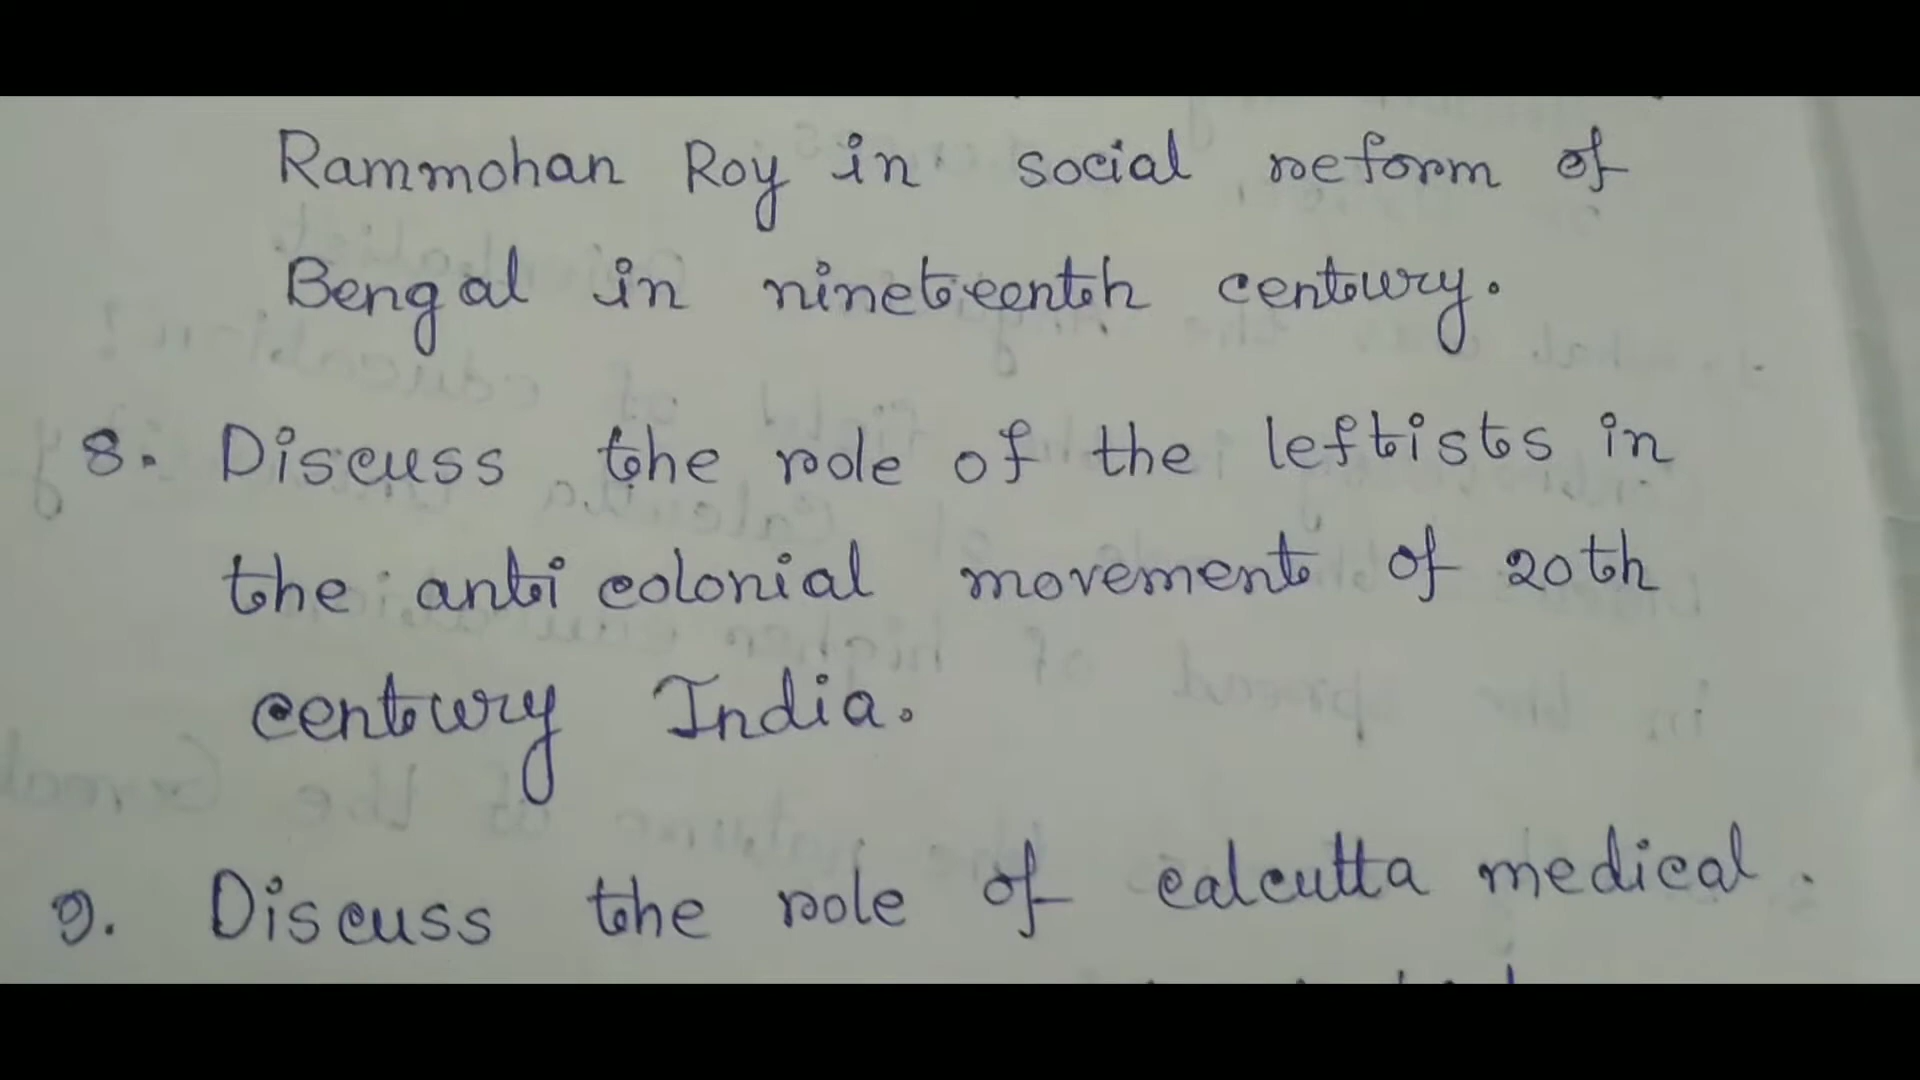 Rammohan Roy in social reform of
Bengal in nineteenth century.
8. Discuss the role of the leftists in
the anti colonial movement of 20th
century India.
9. Discuss the role of calcutta medical